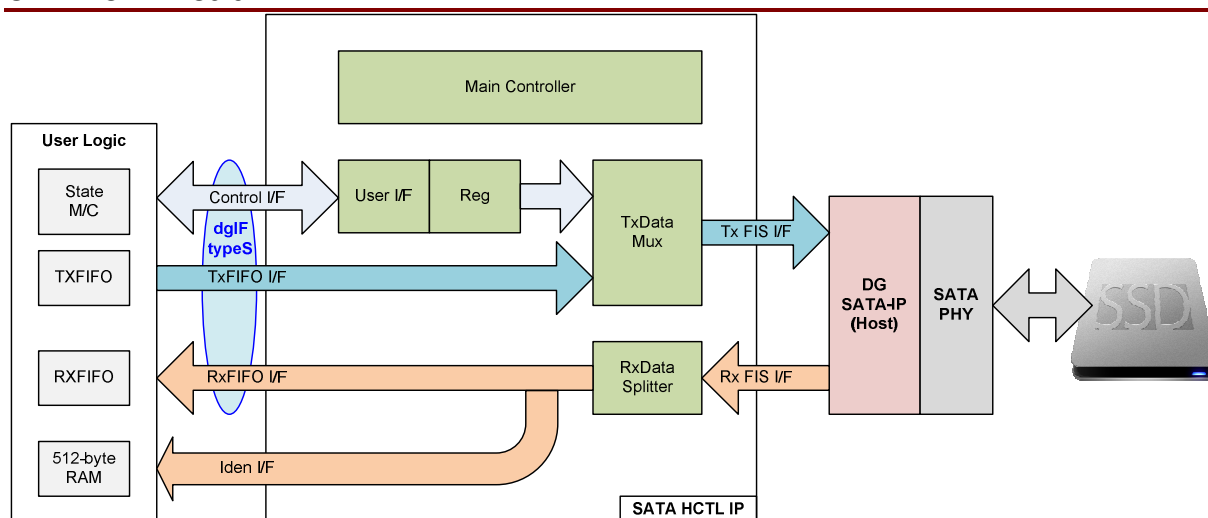 Main Controller
User Logic
State
M/C
Control I/F
User I/F
Reg
TxData
Mux
Tx FIS I/F
dgIF
typeS
TXFIFO
TxFIFO I/F
DG
SATA-IP
(Host)
SATA
PHY
SSD
RXFIFO
RxFIFO I/F
RxData
Splitter
Rx FIS I/F
512-byte
RAM
Iden I/F
SATA HCTL IP